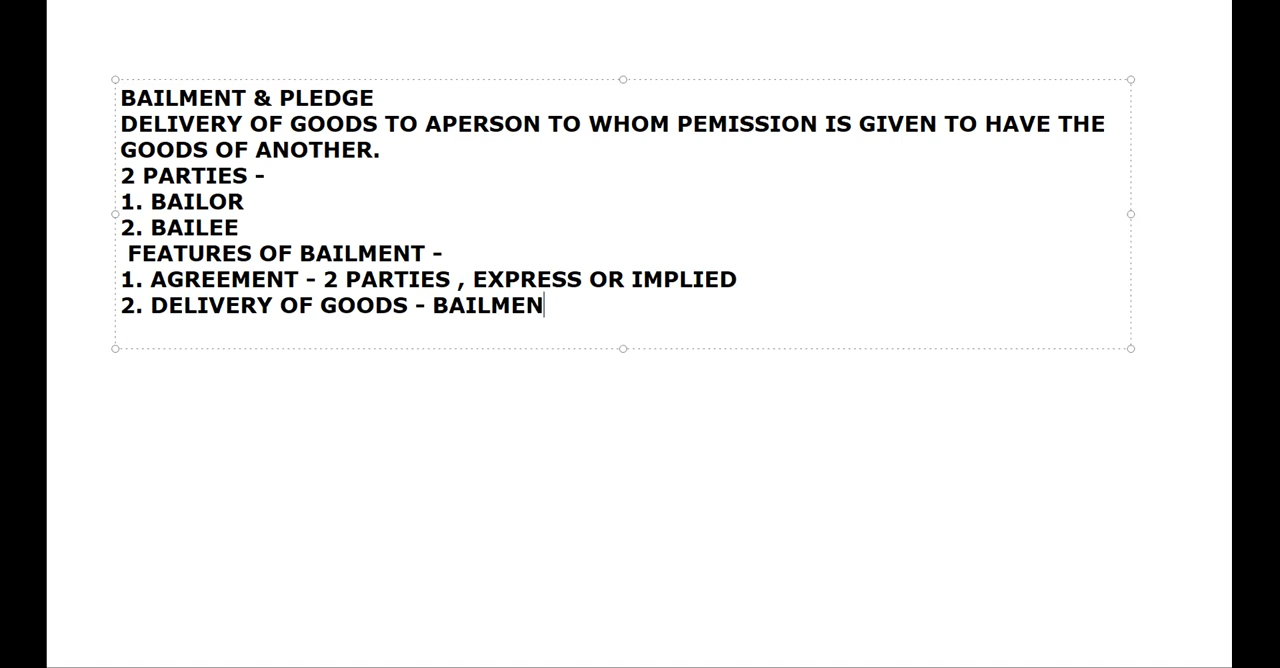 BAILMENT & PLEDGE
DELIVERY OF GOODS TO APERSON TO WHOM PEMISSION IS GIVEN TO HAVE THE
GOODS OF ANOTHER.
2 PARTIES -
1. BAILOR
2. BAILEE
FEATURES OF BAILMENT -
1. AGREEMENT - 2 PARTIES , EXPRESS OR IMPLIED
2. DELIVERY OF GOODS - BAILMEN